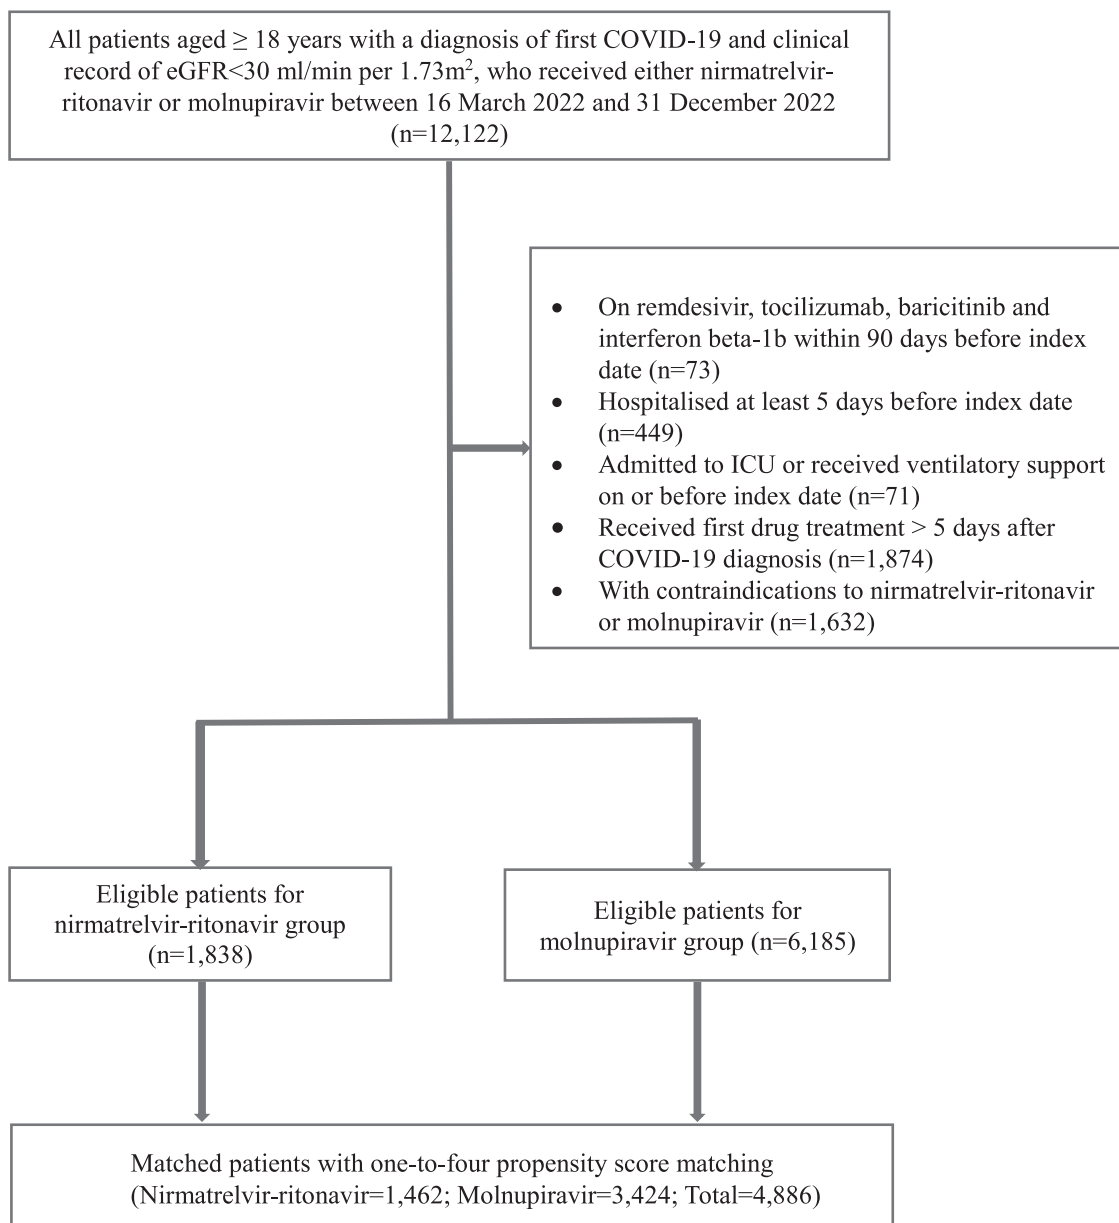 All patients aged ≥ 18 years with a diagnosis of first COVID-19 and clinical
record of eGFR<30 ml/min per 1.73m², who received either nirmatrelvir-
ritonavir or molnupiravir between 16 March 2022 and 31 December 2022
(n=12,122)
• On remdesivir, tocilizumab, baricitinib and
interferon beta-1b within 90 days before index
date (n=73)
• Hospitalised at least 5 days before index date
(n=449)
• Admitted to ICU or received ventilatory support
on or before index date (n=71)
• Received first drug treatment > 5 days after
COVID-19 diagnosis (n=1,874)
• With contraindications to nirmatrelvir-ritonavir
or molnupiravir (n=1,632)
Eligible patients for
nirmatrelvir-ritonavir group
(n=1,838)
Eligible patients for
molnupiravir group (n=6,185)
Matched patients with one-to-four propensity score matching
(Nirmatrelvir-ritonavir=1,462; Molnupiravir=3,424; Total=4,886)